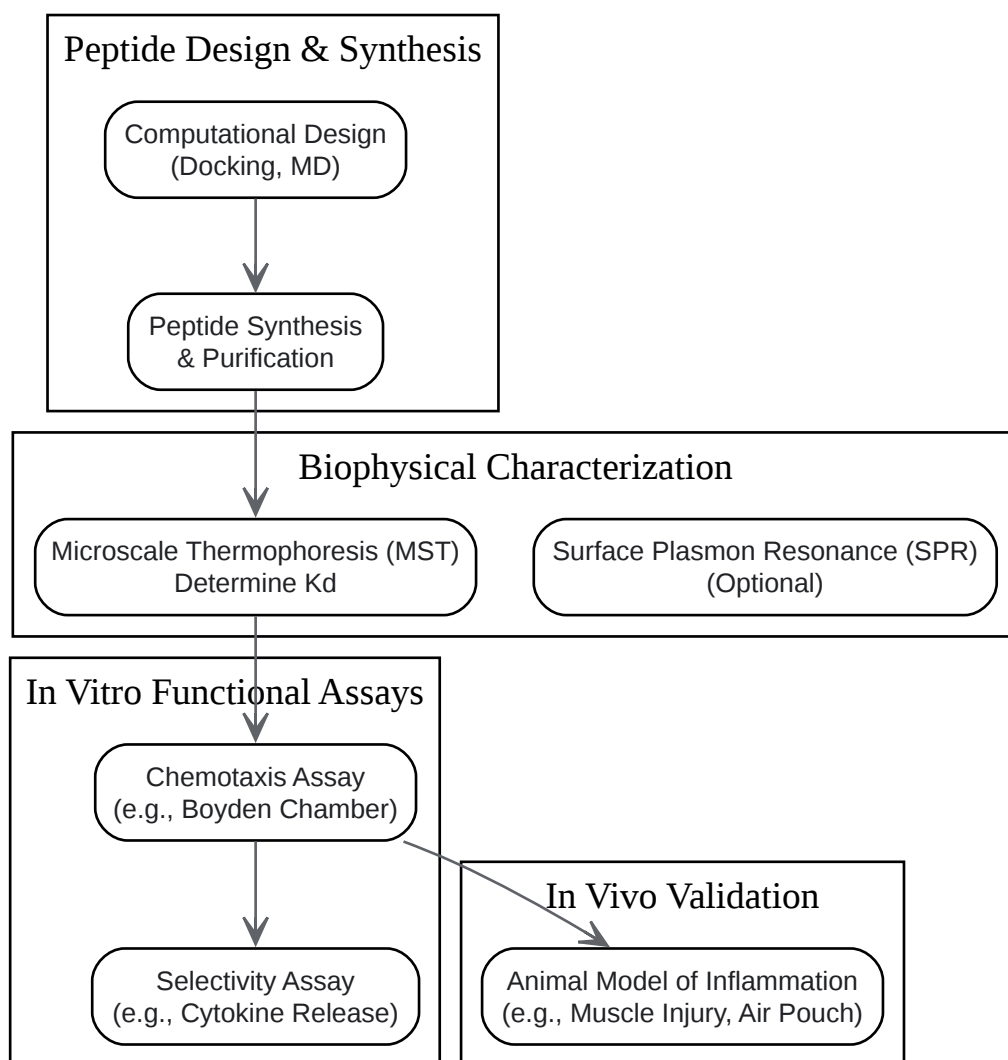 Peptide Design & Synthesis
Computational Design
(Docking, MD)
Peptide Synthesis
& Purification
Biophysical Characterization
Microscale Thermophoresis (MST)
Determine Kd
Surface Plasmon Resonance (SPR)
(Optional)
In Vitro Functional Assays
Chemotaxis Assay
(e.g., Boyden Chamber)
Selectivity Assay
(e.g., Cytokine Release)
In Vivo Validation
Animal Model of Inflammation
(e.g., Muscle Injury, Air Pouch)